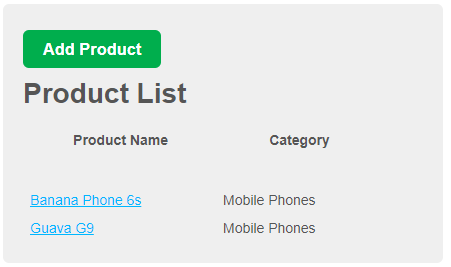 Add Product
Product List
Product Name Category
Banana Phone 6s Mobile Phones
Guava G9 Mobile Phones